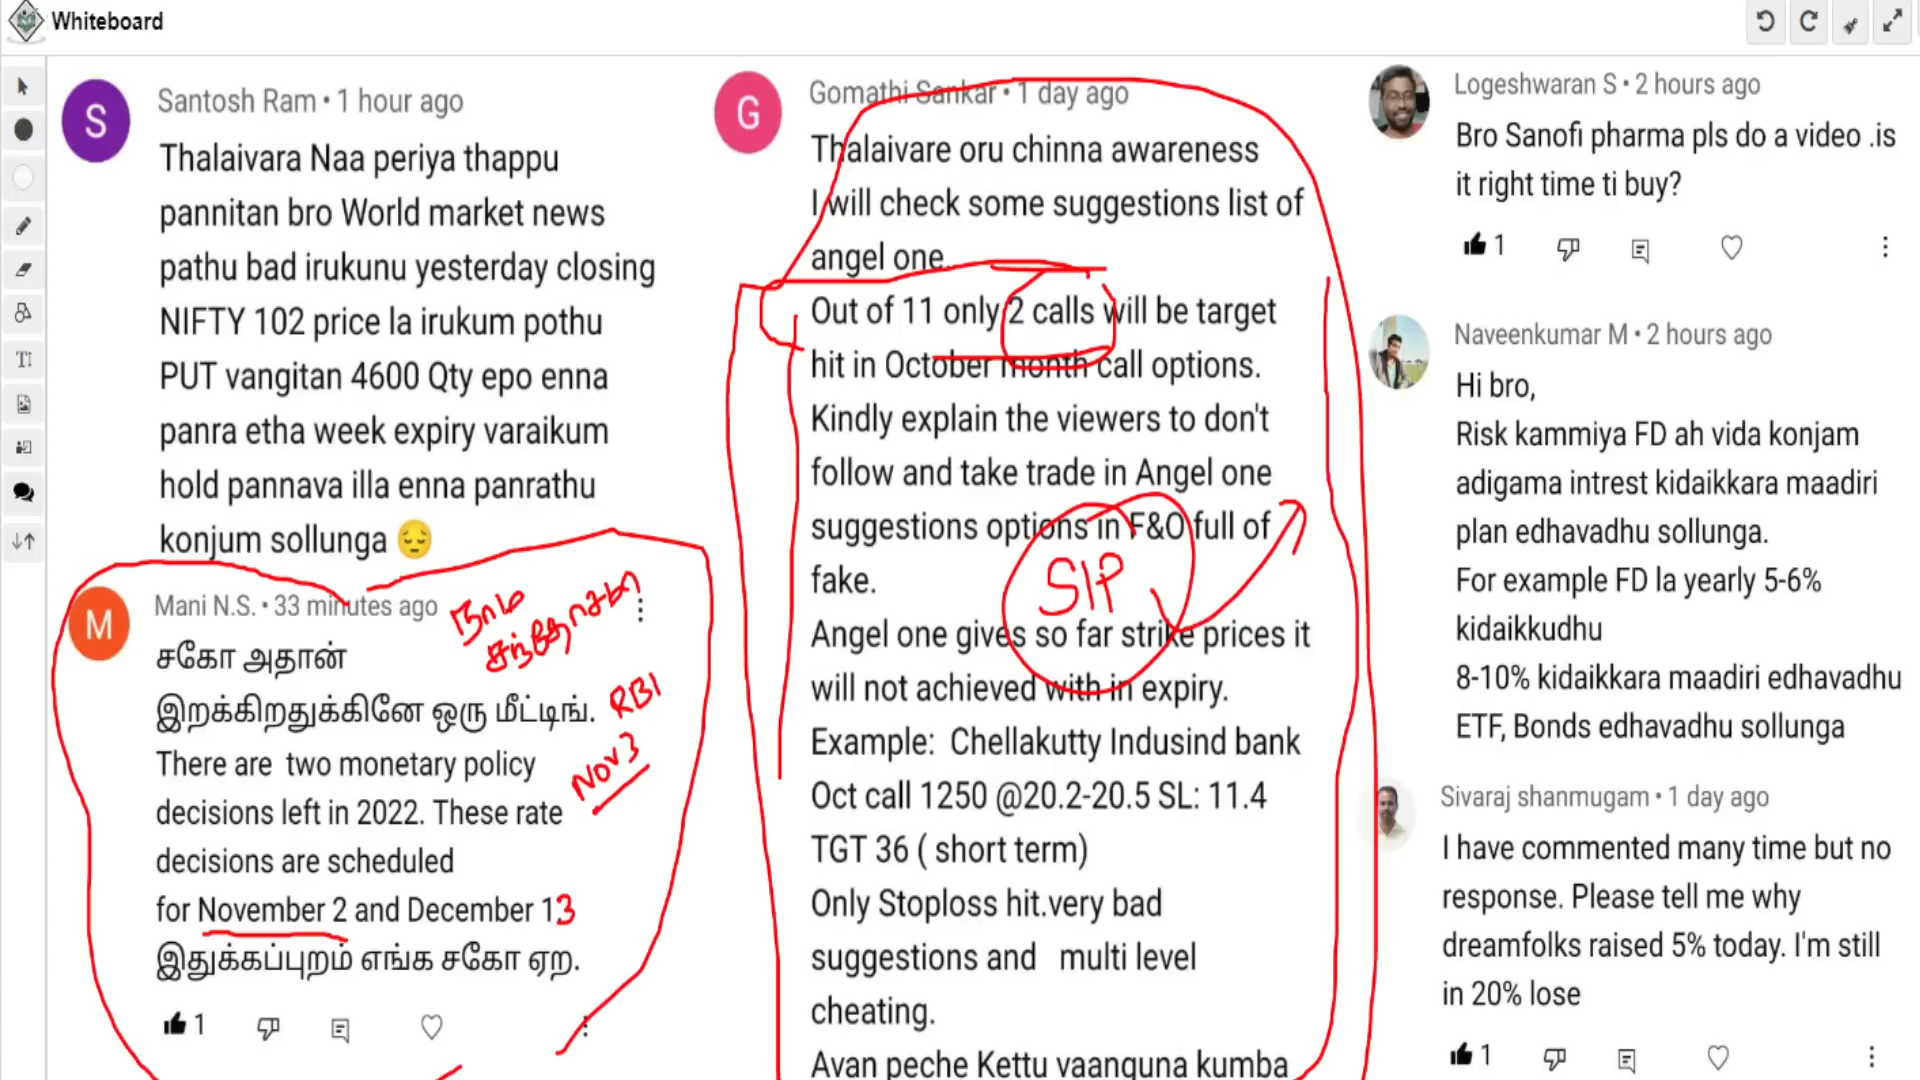 Whiteboard
Santosh Ram • 1 hour ago
Thalaivara Naa periya thappu
pannitan bro World market news
pathu bad irukunu yesterday closing
NIFTY 102 price la irukum pothu
PUT vangitan 4600 Qty epo enna
panra etha week expiry varaikum
hold pannava illa enna panrathu
konjum sollunga 😔
Mani N.S. • 33 minutes ago
சகோ அதான்
இறக்கிறதுக்கினே ஒரு மீட்டிங்.
There are two monetary policy
decisions left in 2022. These rate
decisions are scheduled
for November 2 and December 13
இதுக்கப்புறம் எங்க சகோ ஏற.
1
RBI
Nov 3
Gomathi Sankar • 1 day ago
Thalaivare oru chinna awareness
I will check some suggestions list of
angel one.
Out of 11 only 2 calls will be target
hit in October month call options.
Kindly explain the viewers to don't
follow and take trade in Angel one
suggestions options in F&O full of
fake.
Angel one gives so far strike prices it
will not achieved with in expiry.
Example: Chellakutty Indusind bank
Oct call 1250 @20.2-20.5 SL: 11.4
TGT 36 ( short term)
Only Stoploss hit.very bad
suggestions and multi level
cheating.
Avan peche Kettu vaanguna kumba
SIP
Logeshwaran S • 2 hours ago
Bro Sanofi pharma pls do a video .is
it right time ti buy?
1
Naveenkumar M • 2 hours ago
Hi bro,
Risk kammiya FD ah vida konjam
adigama intrest kidaikkara maadiri
plan edhavadhu sollunga.
For example FD la yearly 5-6%
kidaikkudhu
8-10% kidaikkara maadiri edhavadhu
ETF, Bonds edhavadhu sollunga
Sivaraj shanmugam • 1 day ago
I have commented many time but no
response. Please tell me why
dreamfolks raised 5% today. I'm still
in 20% lose
1